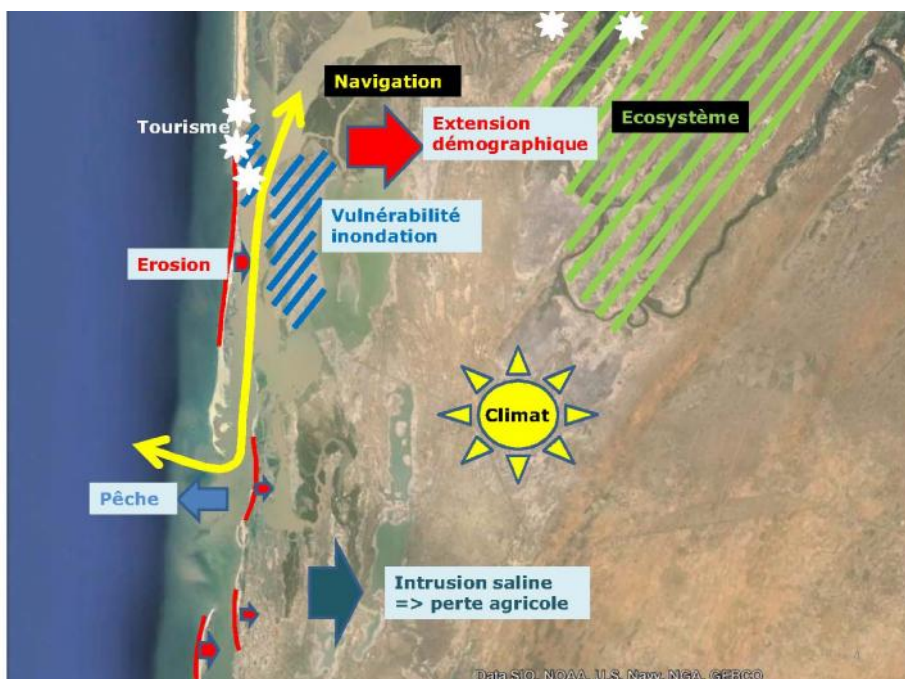 Navigation
Tourisme
Extension
démographique
Ecosystème
Vulnérabilité
inondation
Erosion
Climat
Pêche
Intrusion saline
=> perte agricole
4
Data SIO, NOAA, U.S. Navy, NGA, GEBCO